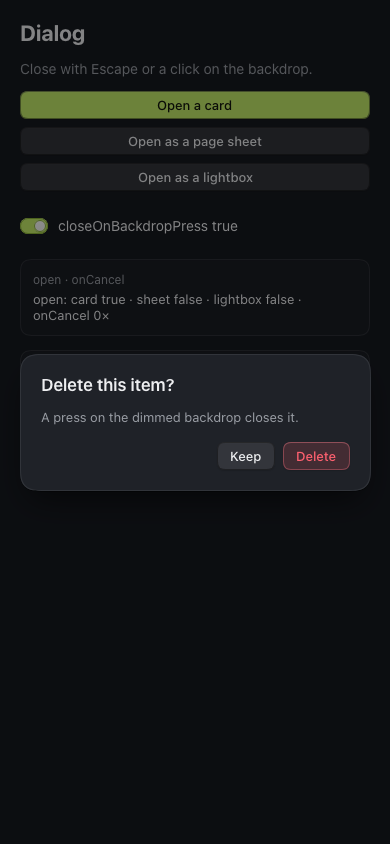 Dialog
Close with Escape or a click on the backdrop.
Open a card
Open as a page sheet
Open as a lightbox
closeOnBackdropPress true
open · onCancel
open: card true · sheet false · lightbox false ·
onCancel 0×
Delete this item?
A press on the dimmed backdrop closes it.
Keep
Delete